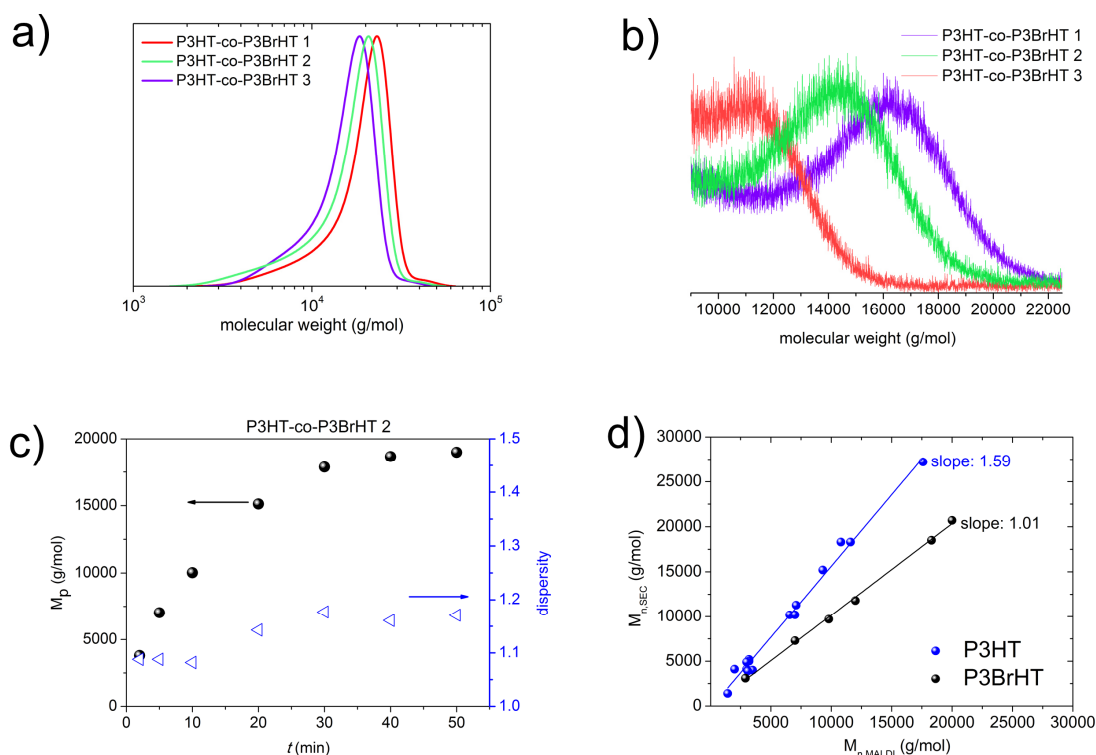 a)
P3HT-co-P3BrHT 1
P3HT-co-P3BrHT 2
P3HT-co-P3BrHT 3
10³ 10⁴ 10⁵
molecular weight (g/mol)
b)
P3HT-co-P3BrHT 1
P3HT-co-P3BrHT 2
P3HT-co-P3BrHT 3
10000 12000 14000 16000 18000 20000 22000
molecular weight (g/mol)
c)
P3HT-co-P3BrHT 2
20000
15000
10000
5000
0
Mp (g/mol)
1.5
1.4
1.3
1.2
1.1
1.0
dispersity
0 10 20 30 40 50
t (min)
d)
30000
25000
20000
15000
10000
5000
0
Mn,SEC (g/mol)
slope: 1.59
slope: 1.01
P3HT
P3BrHT
5000 10000 15000 20000 25000 30000
Mn,MALDI (g/mol)